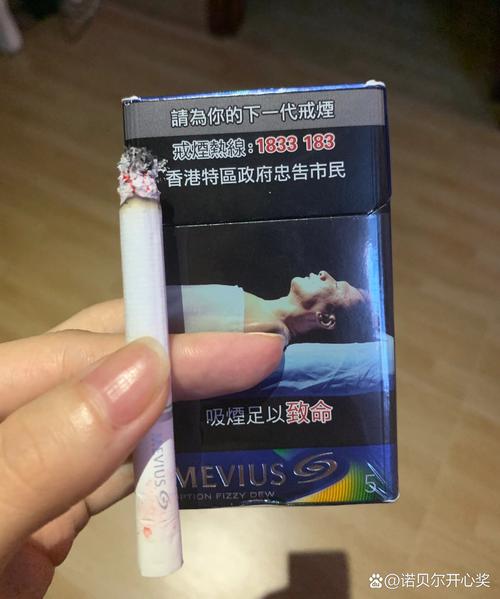 請為你的下一代戒煙
戒煙熱線:1833 183
香港特區政府忠告市民
吸煙足以致命
MEVIUS
PTION FIZZY DEW
5
MEVIUS
@诺贝尔开心奖